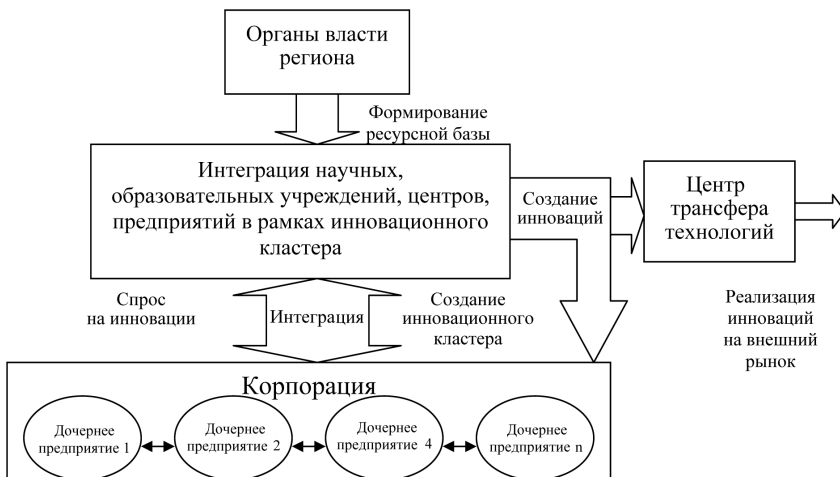 Органы власти
региона
Формирование
ресурсной базы
Интеграция научных,
образовательных учреждений, центров,
предприятий в рамках инновационного
кластера
Создание
инноваций
Центр
трансфера
технологий
Спрос
на инновации
Интеграция
Создание
инновационного
кластера
Реализация
инноваций
на внешний
рынок
Корпорация
Дочернее
предприятие 1
Дочернее
предприятие 2
Дочернее
предприятие 4
Дочернее
предприятие n